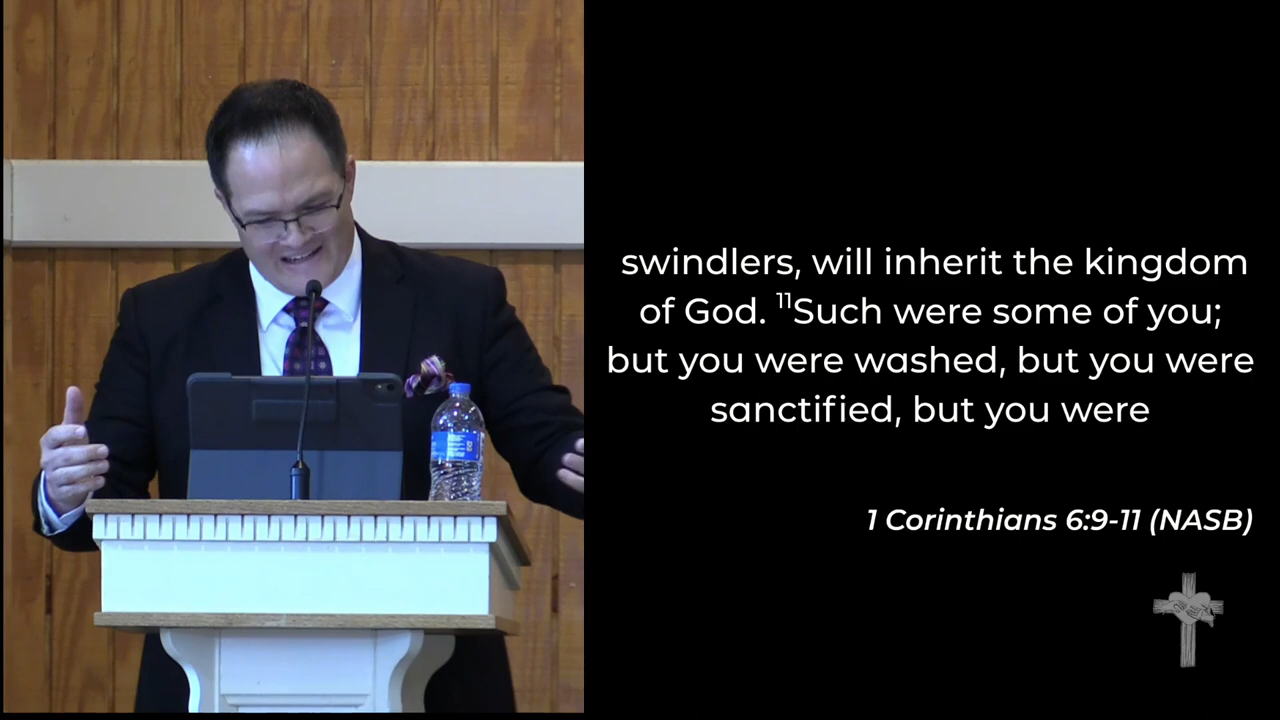 swindlers, will inherit the kingdom
of God. ¹¹Such were some of you;
but you were washed, but you were
sanctified, but you were
1 Corinthians 6:9-11 (NASB)